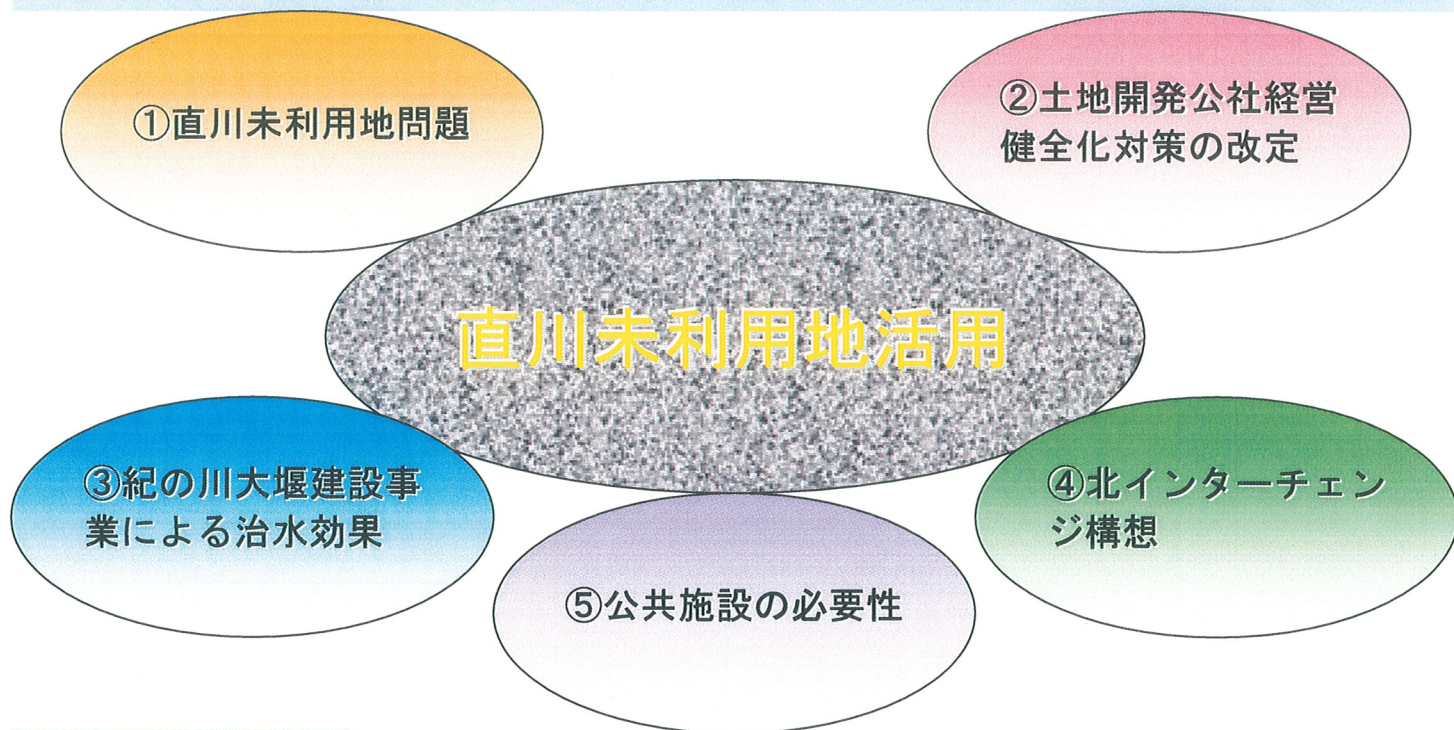 ①直川未利用地問題
②土地開発公社経営
健全化対策の改定
直川未利用地活用
③紀の川大堰建設事
業による治水効果
④北インターチェン
ジ構想
⑤公共施設の必要性